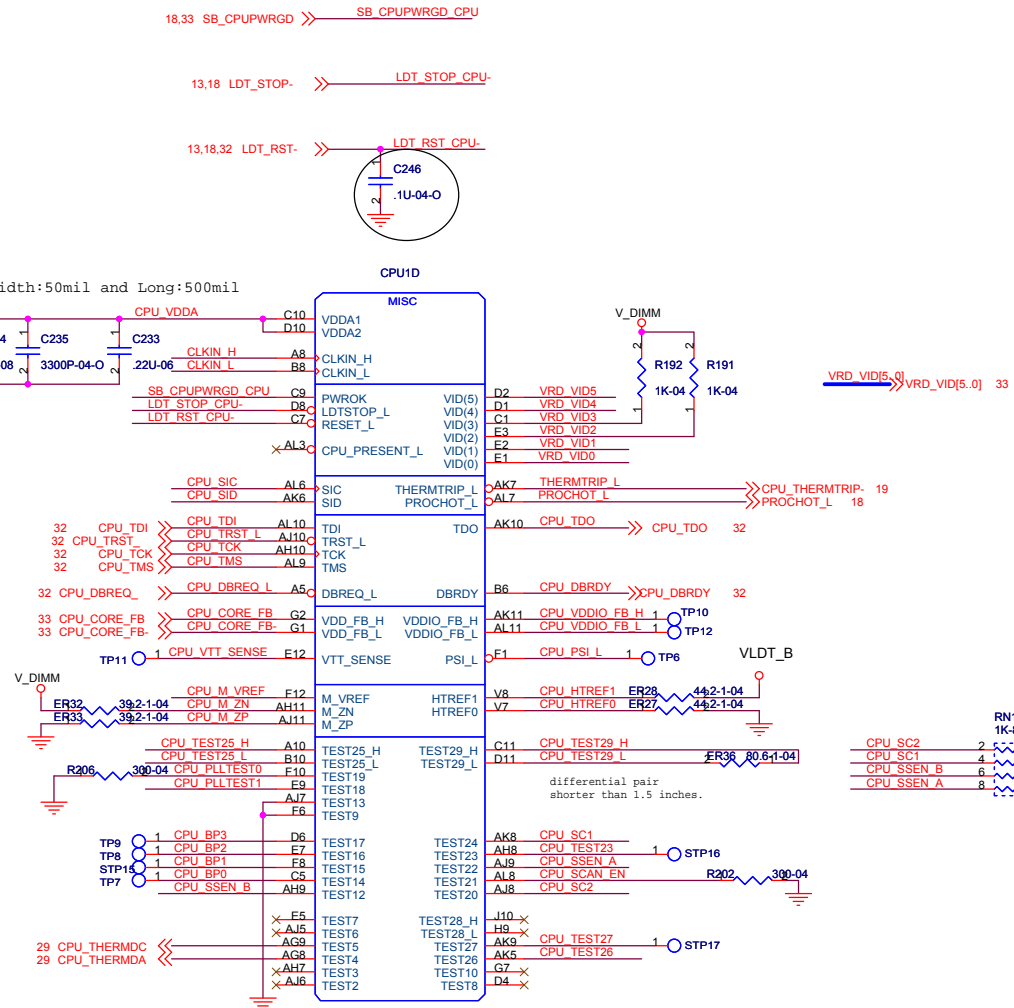 18,33 SB_CPUPWRGD SB_CPUPWRGD_CPU
13,18 LDT_STOP- LDT_STOP_CPU-
13,18,32 LDT_RST- LDT_RST_CPU-
1 C246
2 .1U-04-O
CPU1D
idth:50mil and Long:500mil
MISC
CPU_VDDA C10 VDDA1
D10 VDDA2
V_DIMM
4 1 C235 1 C233
08 2 3300P-04-O 2 .22U-06
CLKIN_H A8 CLKIN_H
CLKIN_L B8 CLKIN_L
2 R192 2 R191
1K-04 1 1K-04 1
VRD_VID[5..0] VRD_VID[5..0] 33
SB_CPUPWRGD_CPU C9 PWROK VID(5) D2 VRD_VID5
LDT_STOP_CPU- D8 LDTSTOP_L VID(4) D1 VRD_VID4
LDT_RST_CPU- C7 RESET_L VID(3) C1 VRD_VID3
VID(2) E3 VRD_VID2
AL3 CPU_PRESENT_L VID(1) E2 VRD_VID1
VID(0) E1 VRD_VID0
CPU_SIC AL6 SIC THERMTRIP_L AK7 THERMTRIP_L CPU_THERMTRIP- 19
CPU_SID AK6 SID PROCHOT_L AL7 PROCHOT_L PROCHOT_L 18
32 CPU_TDI CPU_TDI AL10 TDI TDO AK10 CPU_TDO CPU_TDO 32
32 CPU_TRST_ CPU_TRST_L AJ10 TRST_L
32 CPU_TCK CPU_TCK AH10 TCK
32 CPU_TMS CPU_TMS AL9 TMS
32 CPU_DBREQ_ CPU_DBREQ_L A5 DBREQ_L DBRDY B6 CPU_DBRDY CPU_DBRDY 32
33 CPU_CORE_FB CPU_CORE_FB G2 VDD_FB_H VDDIO_FB_H AK11 CPU_VDDIO_FB_H 1 TP10
33 CPU_CORE_FB- CPU_CORE_FB- G1 VDD_FB_L VDDIO_FB_L AL11 CPU_VDDIO_FB_L 1 TP12
TP11 1 CPU_VTT_SENSE E12 VTT_SENSE PSI_L F1 CPU_PSI_L 1 TP6
V_DIMM VLDT_B
CPU_M_VREF F12 M_VREF HTREF1 V8 CPU_HTREF1 ER28 44.2-1-04
ER32 39.2-1-04 CPU_M_ZN AH11 M_ZN HTREF0 V7 CPU_HTREF0 ER27 44.2-1-04
ER33 39.2-1-04 CPU_M_ZP AJ11 M_ZP
RN1
1K-8
CPU_TEST25_H A10 TEST25_H TEST29_H C11 CPU_TEST29_H
CPU_TEST25_L B10 TEST25_L TEST29_L D11 CPU_TEST29_L 2 ER36 80.6-1-04
R206 300-04 CPU_PLLTEST0 F10 TEST19
CPU_PLLTEST1 E9 TEST18
AJ7 TEST13
F6 TEST9
differential pair
shorter than 1.5 inches.
CPU_SC2 2
CPU_SC1 4
CPU_SSEN_B 6
CPU_SSEN_A 8
TP9 1 CPU_BP3 D6 TEST17 TEST24 AK8 CPU_SC1
TP8 1 CPU_BP2 E7 TEST16 TEST23 AH8 CPU_TEST23 1 STP16
STP15 1 CPU_BP1 F8 TEST15 TEST22 AJ9 CPU_SSEN_A
TP7 1 CPU_BP0 C5 TEST14 TEST21 AL8 CPU_SCAN_EN R202 300-04
CPU_SSEN_B AH9 TEST12 TEST20 AJ8 CPU_SC2
E5 TEST7 TEST28_H J10
AJ5 TEST6 TEST28_L H9
29 CPU_THERMDC AG9 TEST5 TEST27 AK9 CPU_TEST27 1 STP17
29 CPU_THERMDA AG8 TEST4 TEST26 AK5 CPU_TEST26
AH7 TEST3 TEST10 G7
AJ6 TEST2 TEST8 D4